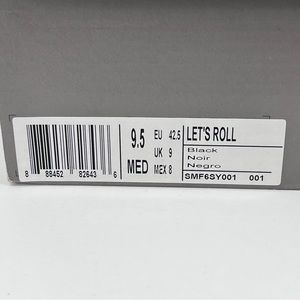 9.5 EU 42.5 LET'S ROLL
UK 9 Black
Noir
MED MEX 8 Negro
8 88452 82643 6 SMF6SY001 001